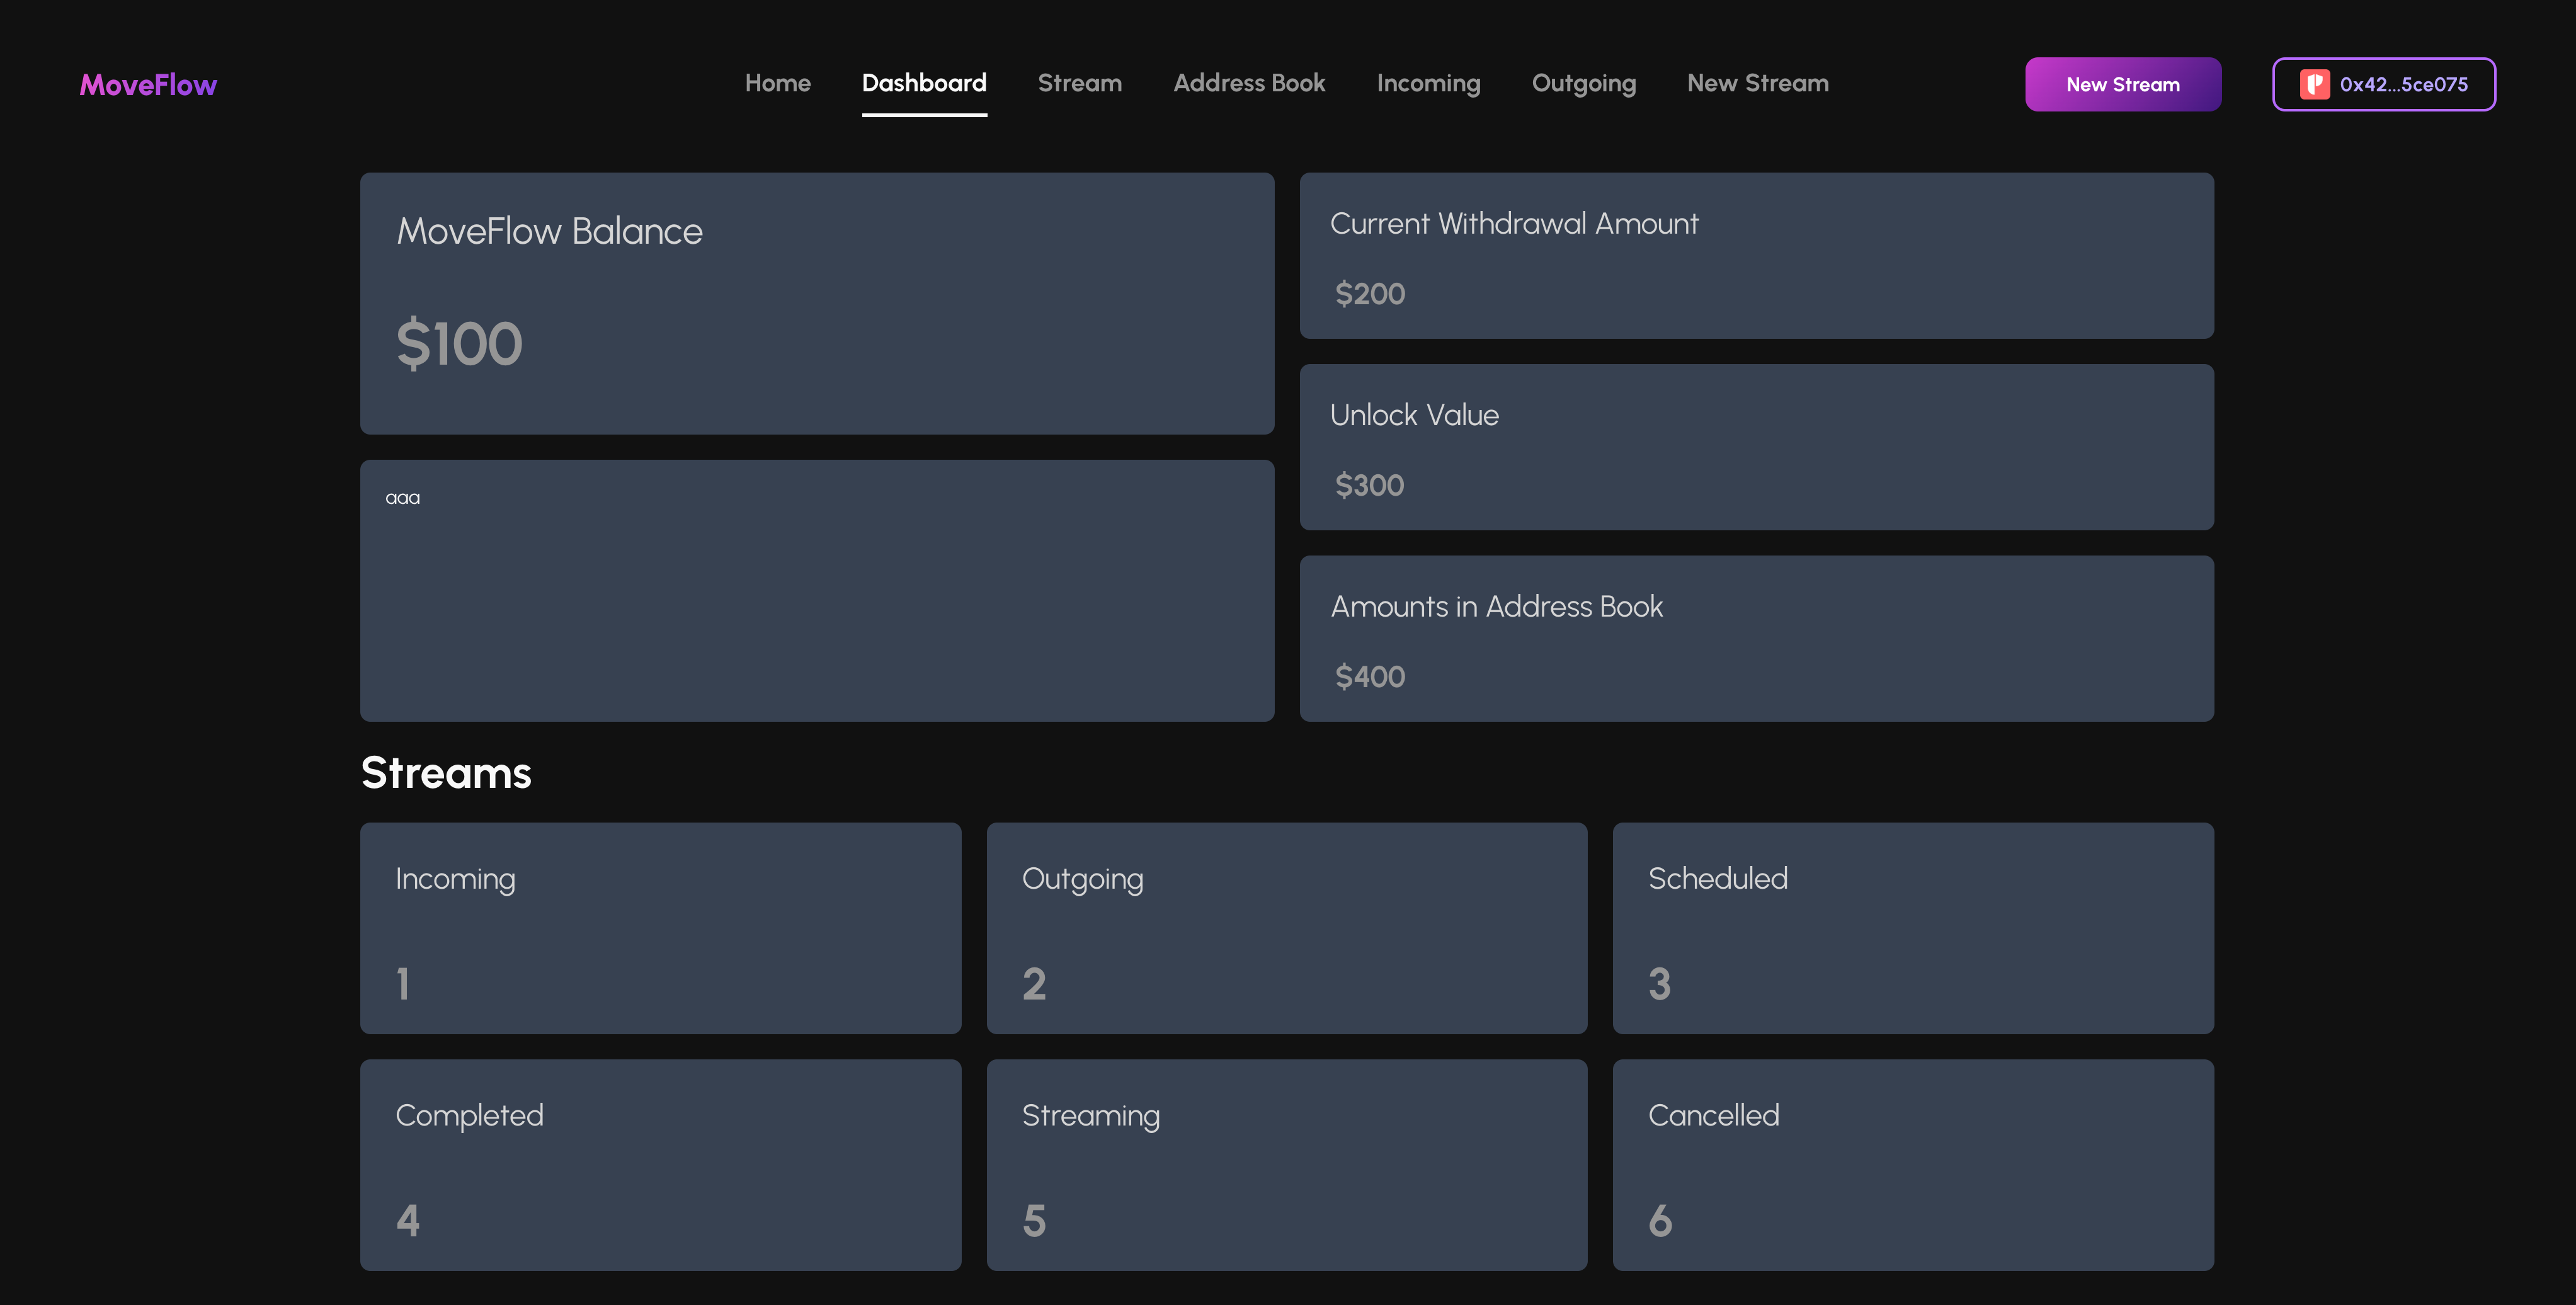 MoveFlow
Home Dashboard Stream Address Book Incoming Outgoing New Stream
New Stream
0x42...5ce075
MoveFlow Balance
$100
aaa
Current Withdrawal Amount
$200
Unlock Value
$300
Amounts in Address Book
$400
Streams
Incoming
1
Outgoing
2
Scheduled
3
Completed
4
Streaming
5
Cancelled
6